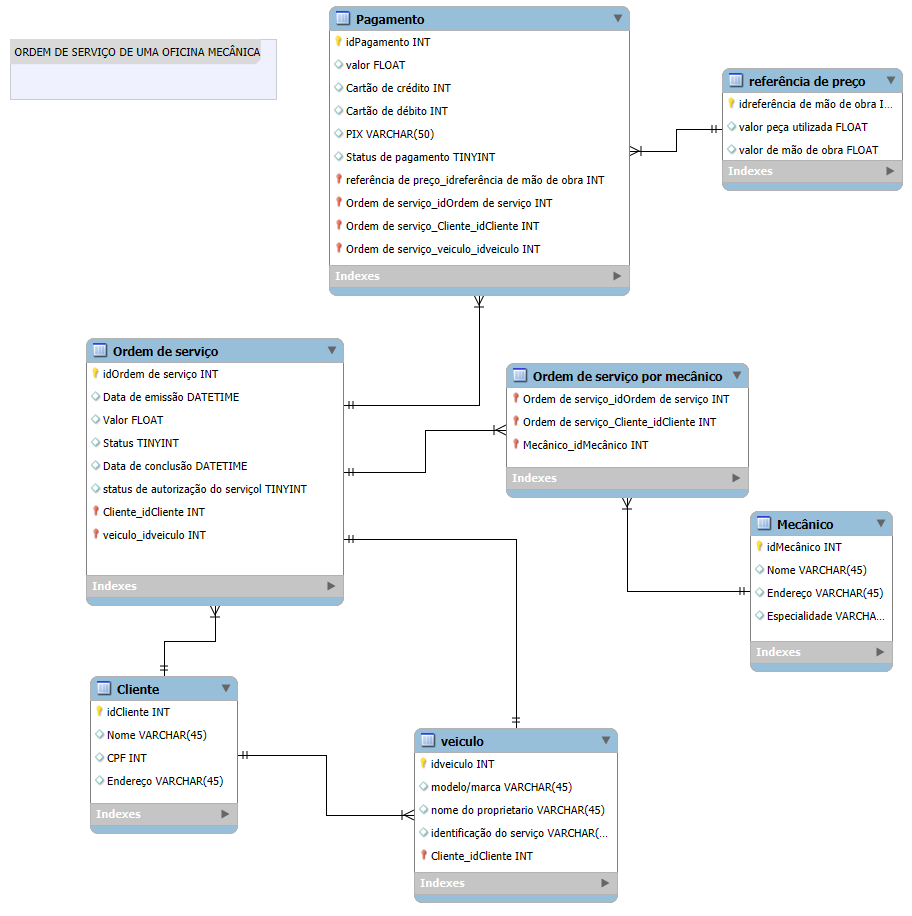 ORDEM DE SERVIÇO DE UMA OFICINA MECÂNICA
Pagamento
idPagamento INT
valor FLOAT
Cartão de crédito INT
Cartão de débito INT
PIX VARCHAR(50)
Status de pagamento TINYINT
referência de preço_idreferência de mão de obra INT
Ordem de serviço_idOrdem de serviço INT
Ordem de serviço_Cliente_idCliente INT
Ordem de serviço_veiculo_idveiculo INT
Indexes
referência de preço
idreferência de mão de obra I...
valor peça utilizada FLOAT
valor de mão de obra FLOAT
Indexes
Ordem de serviço
idOrdem de serviço INT
Data de emissão DATETIME
Valor FLOAT
Status TINYINT
Data de conclusão DATETIME
status de autorização do serviçol TINYINT
Cliente_idCliente INT
veiculo_idveiculo INT
Indexes
Ordem de serviço por mecânico
Ordem de serviço_idOrdem de serviço INT
Ordem de serviço_Cliente_idCliente INT
Mecânico_idMecânico INT
Indexes
Mecânico
idMecânico INT
Nome VARCHAR(45)
Endereço VARCHAR(45)
Especialidade VARCHA...
Indexes
Cliente
idCliente INT
Nome VARCHAR(45)
CPF INT
Endereço VARCHAR(45)
Indexes
veiculo
idveiculo INT
modelo/marca VARCHAR(45)
nome do proprietario VARCHAR(45)
identificação do serviço VARCHAR(...
Cliente_idCliente INT
Indexes